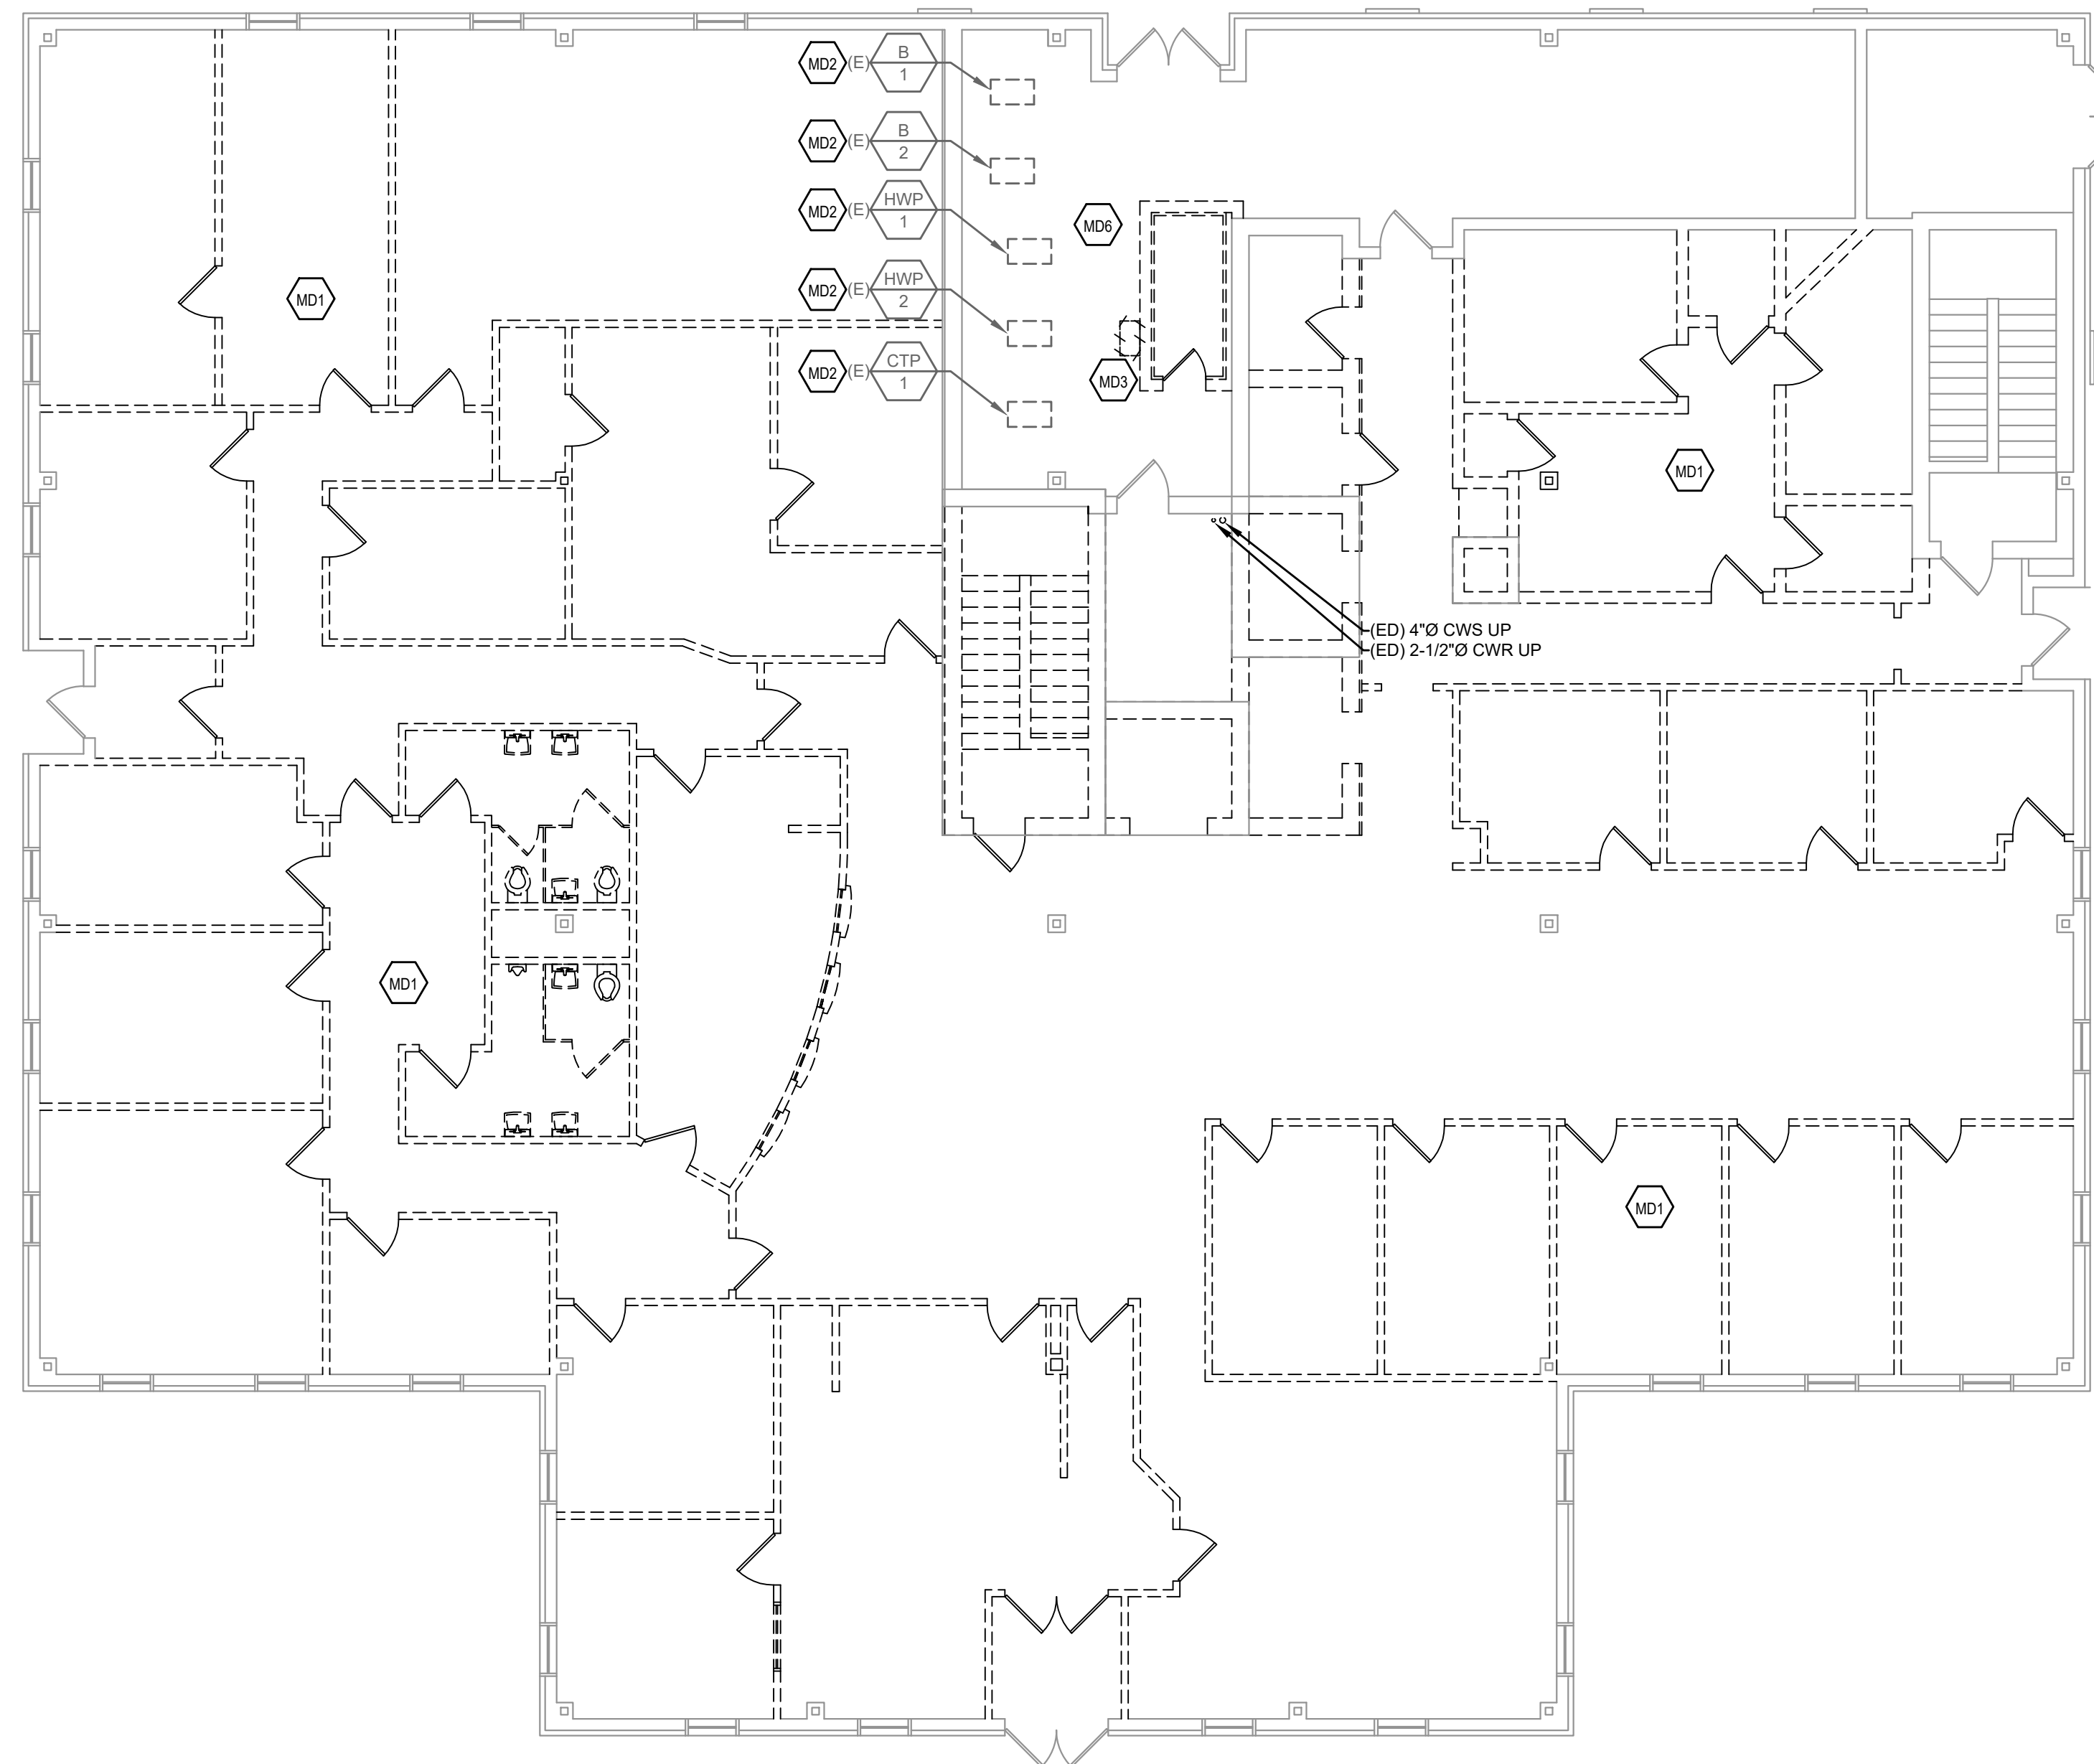 MD2 (E) B
1
MD2 (E) B
2
MD2 (E) HWP
1
MD6
MD2 (E) HWP
2
MD1
MD2 (E) CTP
1
MD3
MD1
(ED) 4"Ø CWS UP
(ED) 2-1/2"Ø CWR UP
MD1
MD1